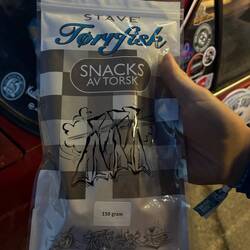 STAVE
Tørrfisk
SNACKS
AV TORSK
150 gram